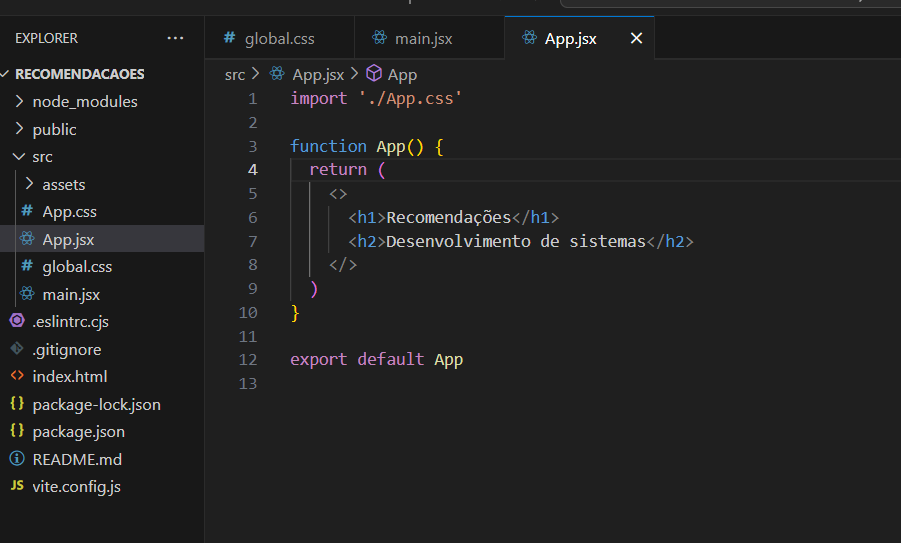 EXPLORER ...
RECOMENDACAOES
node_modules
public
src
assets
# App.css
App.jsx
# global.css
main.jsx
.eslintrc.cjs
.gitignore
<> index.html
{} package-lock.json
{} package.json
README.md
JS vite.config.js
# global.css main.jsx App.jsx ×
src > App.jsx > App
1 import './App.css'
2
3 function App() {
4 return (
5 <>
6 <h1>Recomendações</h1>
7 <h2>Desenvolvimento de sistemas</h2>
8 </>
9 )
10 }
11
12 export default App
13